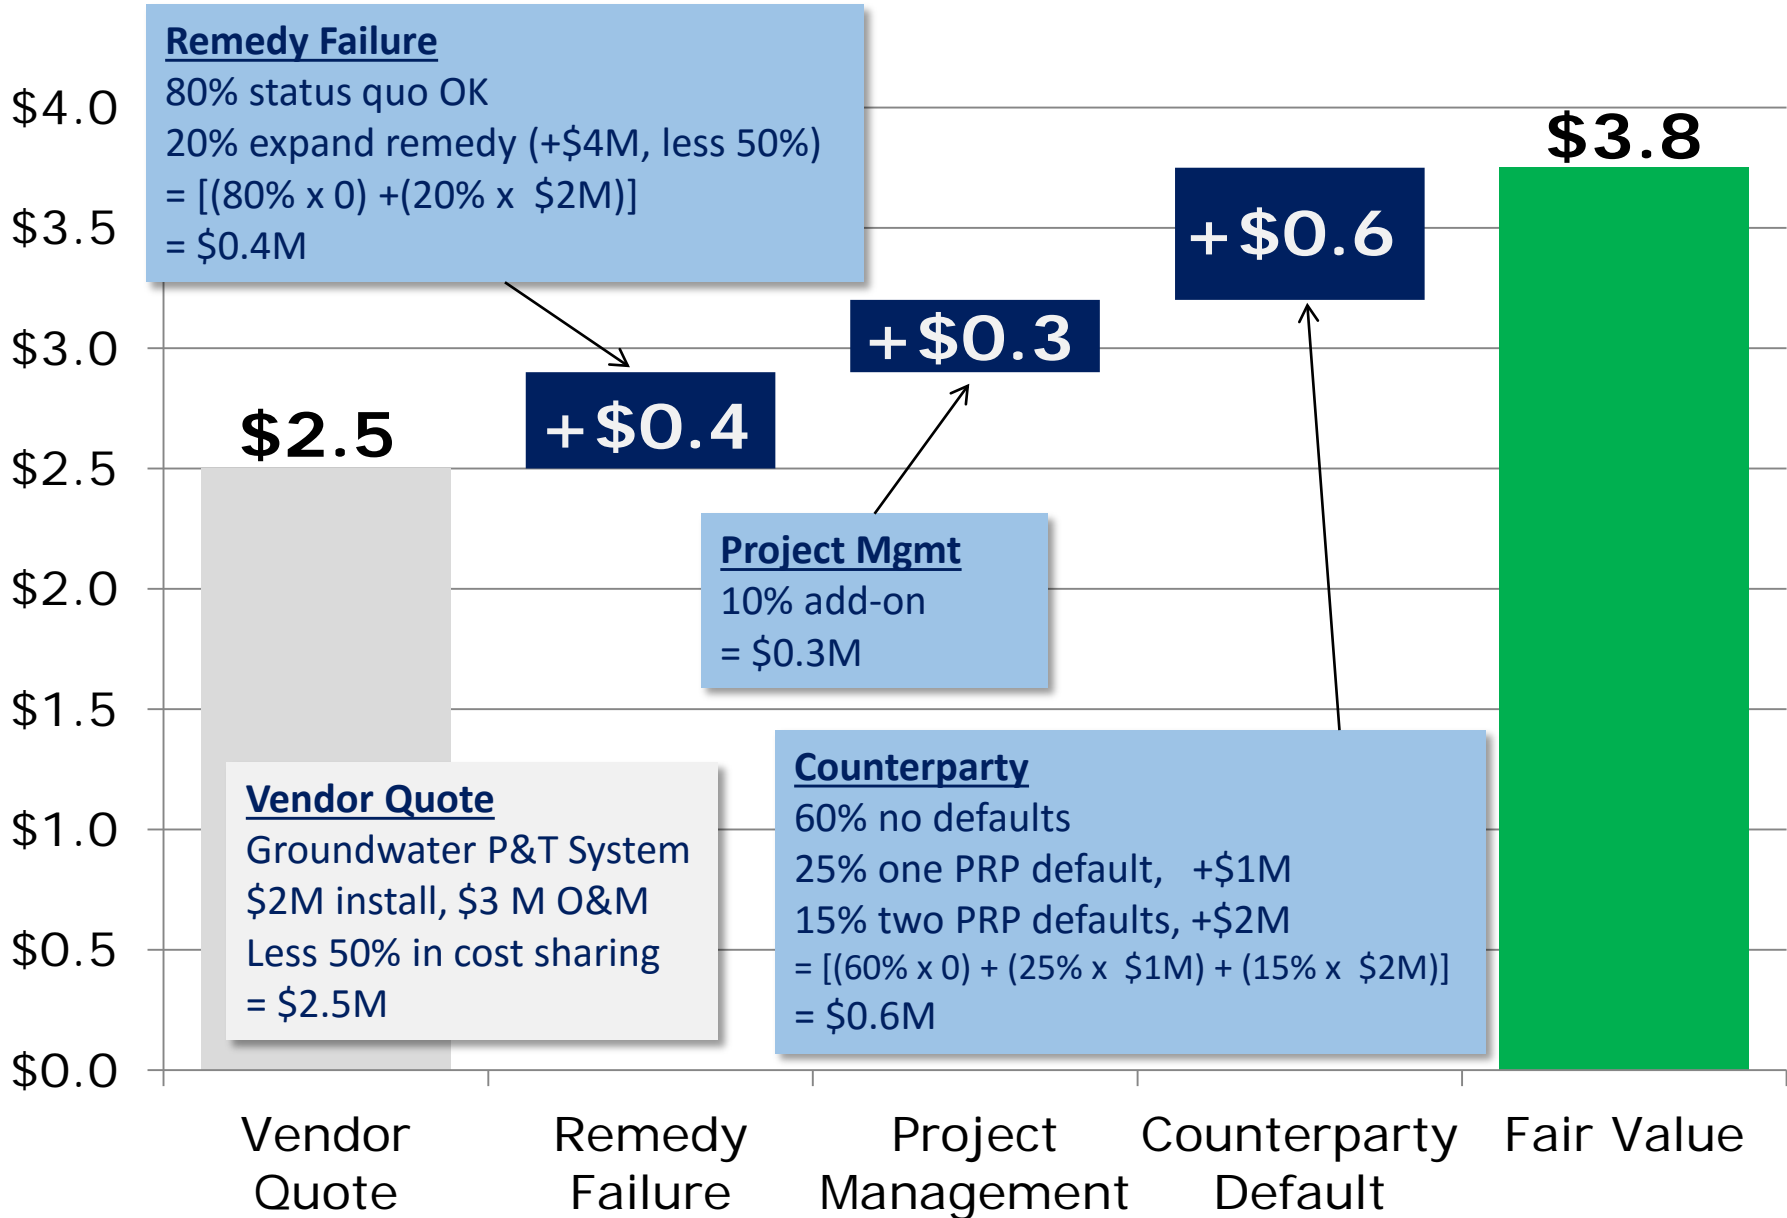 Remedy Failure
80% status quo OK
20% expand remedy (+$4M, less 50%)
= [(80% x 0) +(20% x $2M)]
= $0.4M
$4.0
$3.5
$3.0
$2.5
$2.0
$1.5
$1.0
$0.5
$0.0
$2.5
+$0.4
+$0.3
+$0.6
$3.8
Project Mgmt
10% add-on
= $0.3M
Vendor Quote
Groundwater P&T System
$2M install, $3 M O&M
Less 50% in cost sharing
= $2.5M
Counterparty
60% no defaults
25% one PRP default, +$1M
15% two PRP defaults, +$2M
= [(60% x 0) + (25% x $1M) + (15% x $2M)]
= $0.6M
Vendor
Quote
Remedy
Failure
Project
Management
Counterparty
Default
Fair Value